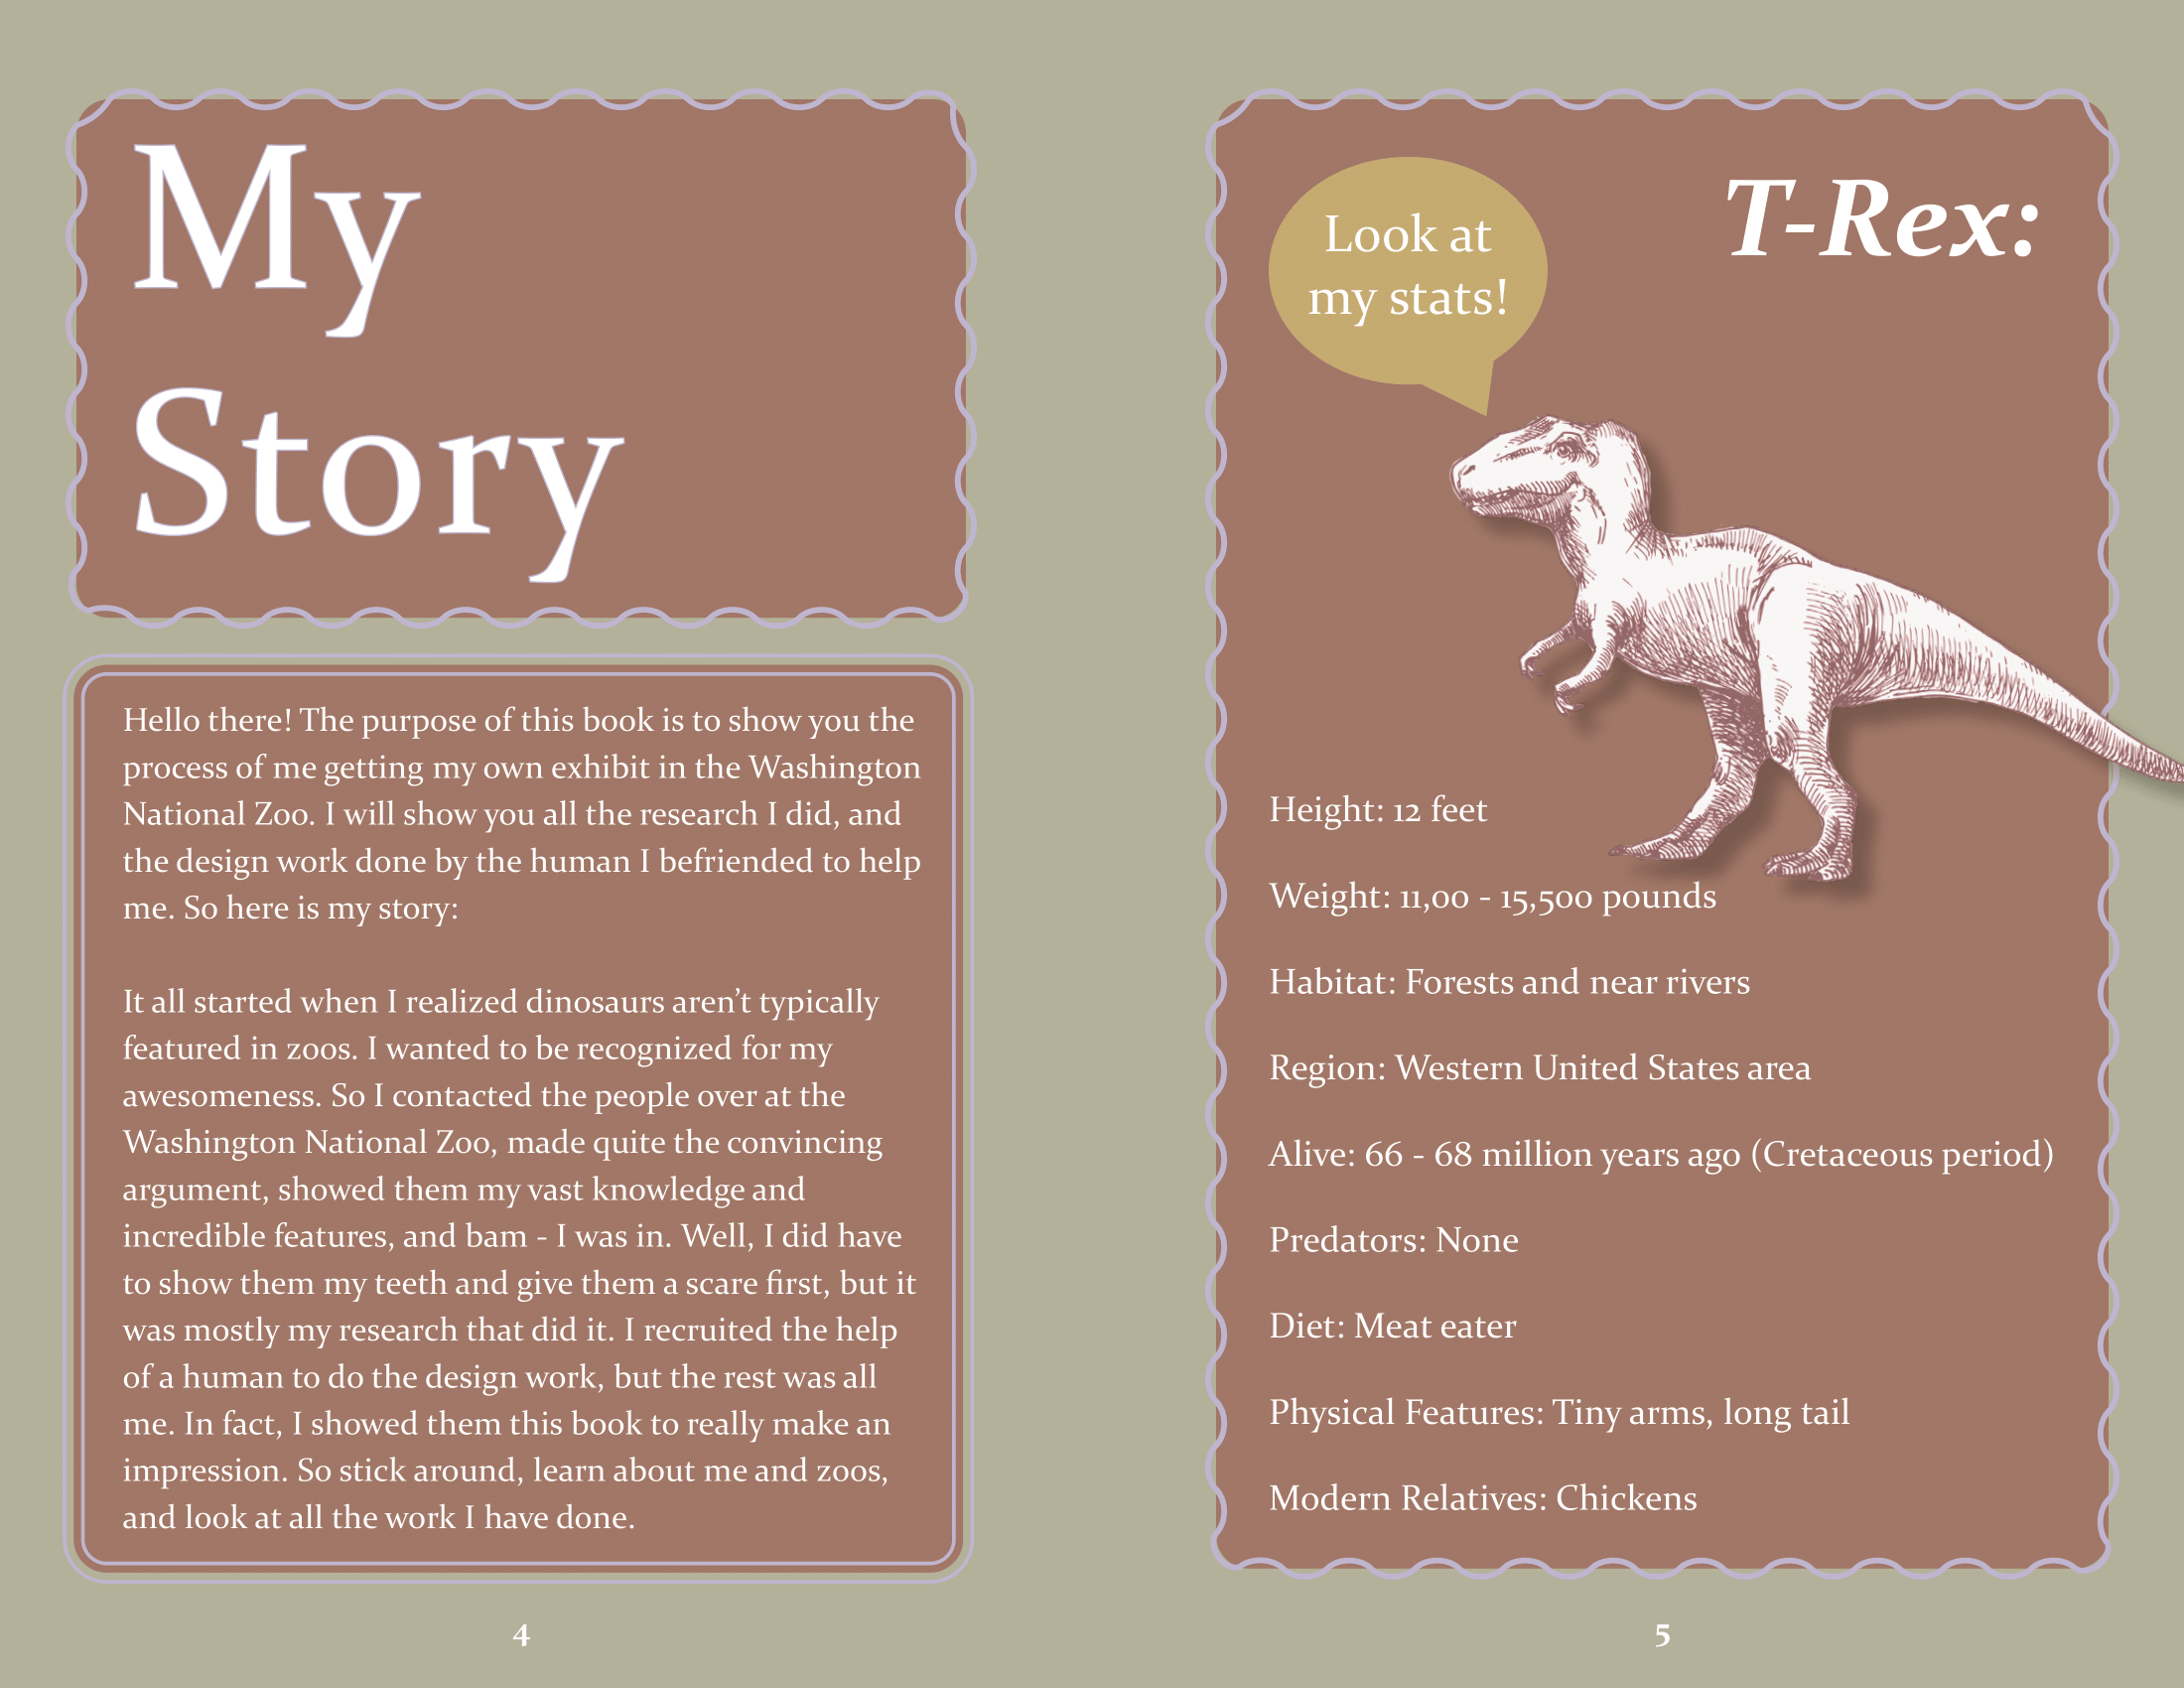 My
Story
Hello there! The purpose of this book is to show you the
process of me getting my own exhibit in the Washington
National Zoo. I will show you all the research I did, and
the design work done by the human I befriended to help
me. So here is my story:
It all started when I realized dinosaurs aren’t typically
featured in zoos. I wanted to be recognized for my
awesomeness. So I contacted the people over at the
Washington National Zoo, made quite the convincing
argument, showed them my vast knowledge and
incredible features, and bam - I was in. Well, I did have
to show them my teeth and give them a scare first, but it
was mostly my research that did it. I recruited the help
of a human to do the design work, but the rest was all
me. In fact, I showed them this book to really make an
impression. So stick around, learn about me and zoos,
and look at all the work I have done.
4
T-Rex:
Look at
my stats!
Height: 12 feet
Weight: 11,00 - 15,500 pounds
Habitat: Forests and near rivers
Region: Western United States area
Alive: 66 - 68 million years ago (Cretaceous period)
Predators: None
Diet: Meat eater
Physical Features: Tiny arms, long tail
Modern Relatives: Chickens
5